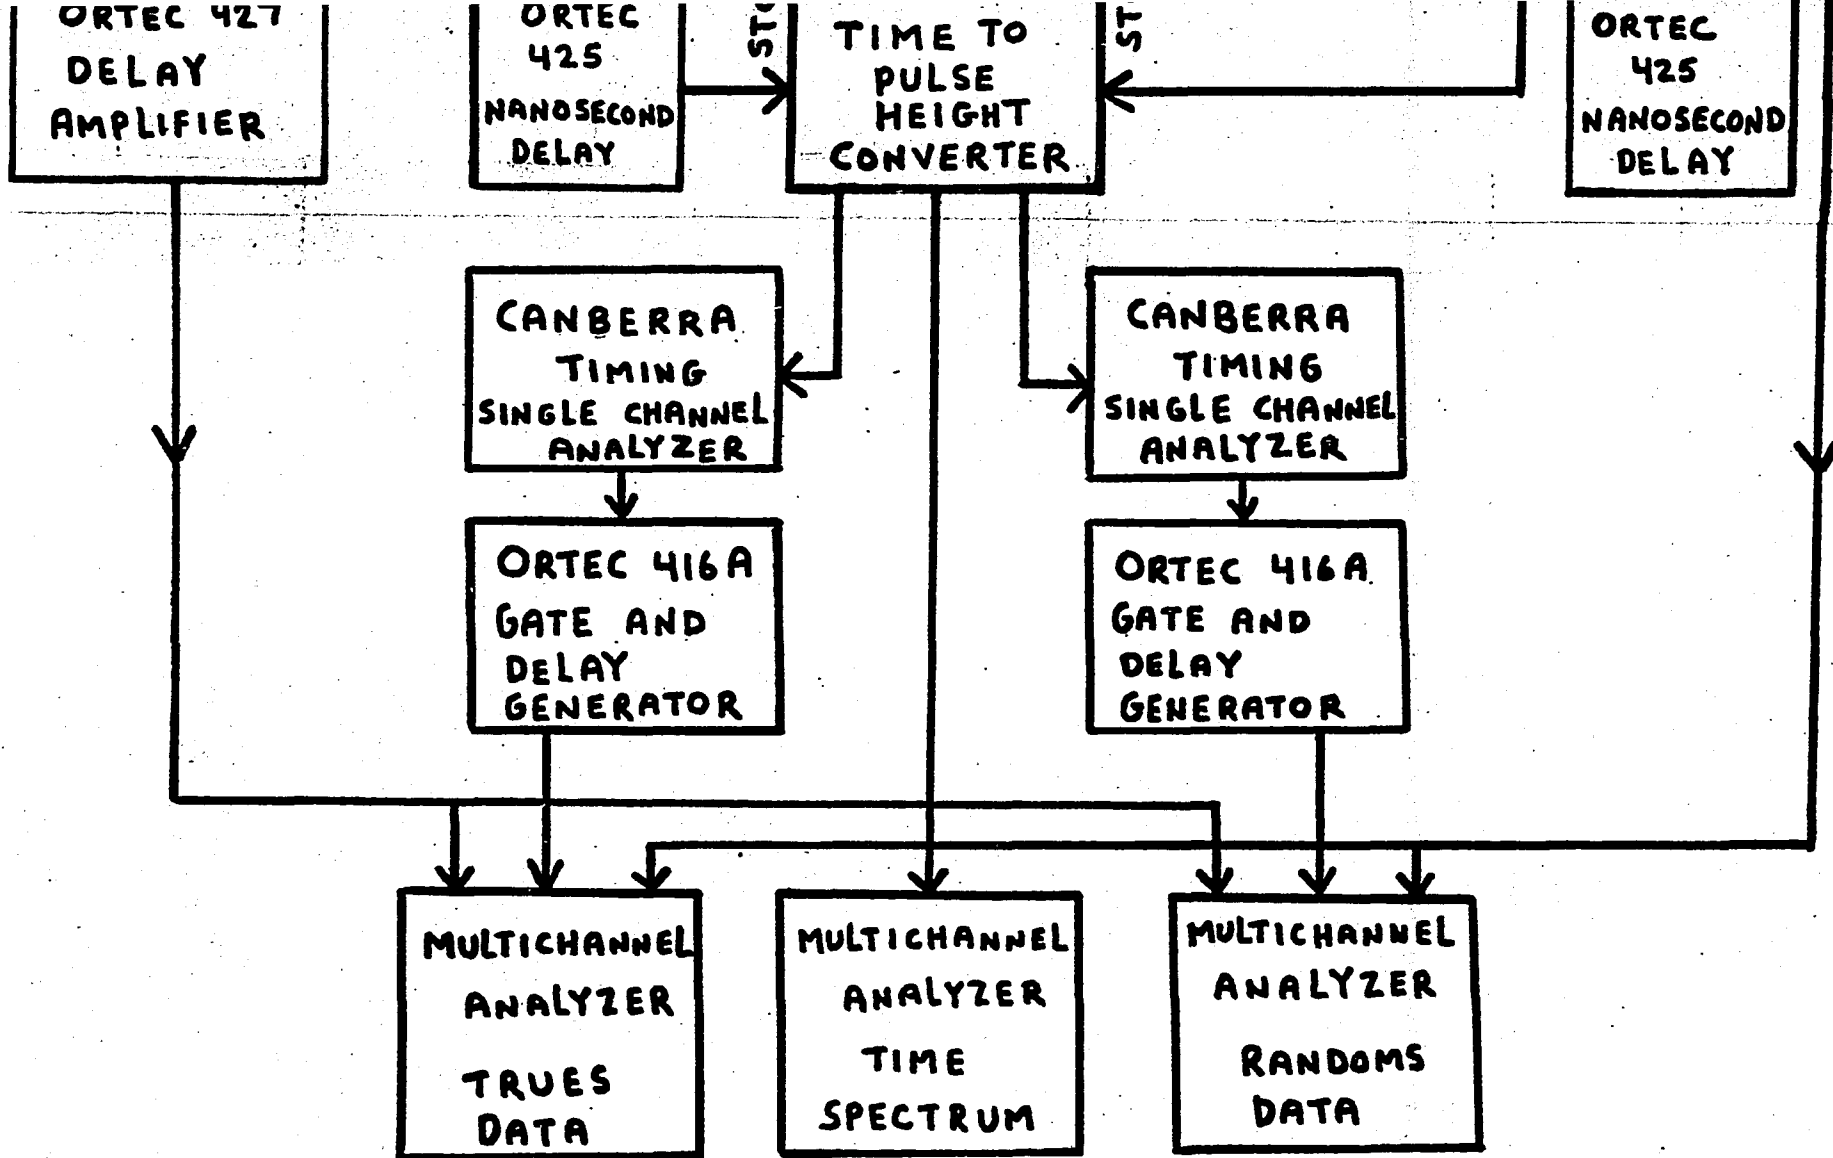 ORTEC 427
DELAY
AMPLIFIER
ORTEC
425
NANOSECOND
DELAY
TIME TO
PULSE
HEIGHT
CONVERTER
ORTEC
425
NANOSECOND
DELAY
CANBERRA
TIMING
SINGLE CHANNEL
ANALYZER
CANBERRA
TIMING
SINGLE CHANNEL
ANALYZER
ORTEC 416A
GATE AND
DELAY
GENERATOR
ORTEC 416A
GATE AND
DELAY
GENERATOR
MULTICHANNEL
ANALYZER
TRUES
DATA
MULTICHANNEL
ANALYZER
TIME
SPECTRUM
MULTICHANNEL
ANALYZER
RANDOMS
DATA